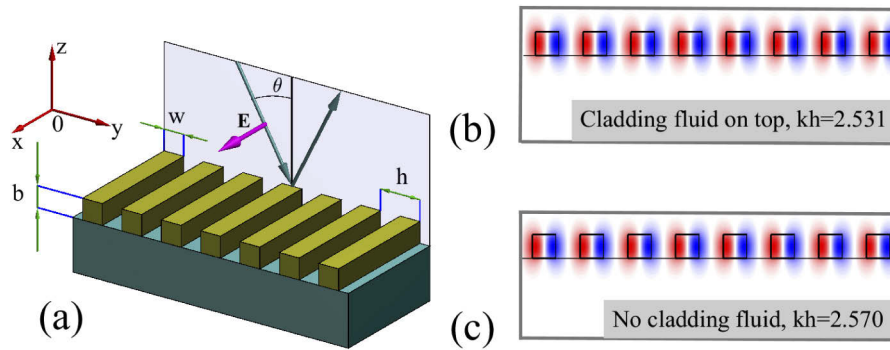 z
0
x
y
w
b
E
θ
h
(a)
(b)
Cladding fluid on top, kh=2.531
(c)
No cladding fluid, kh=2.570